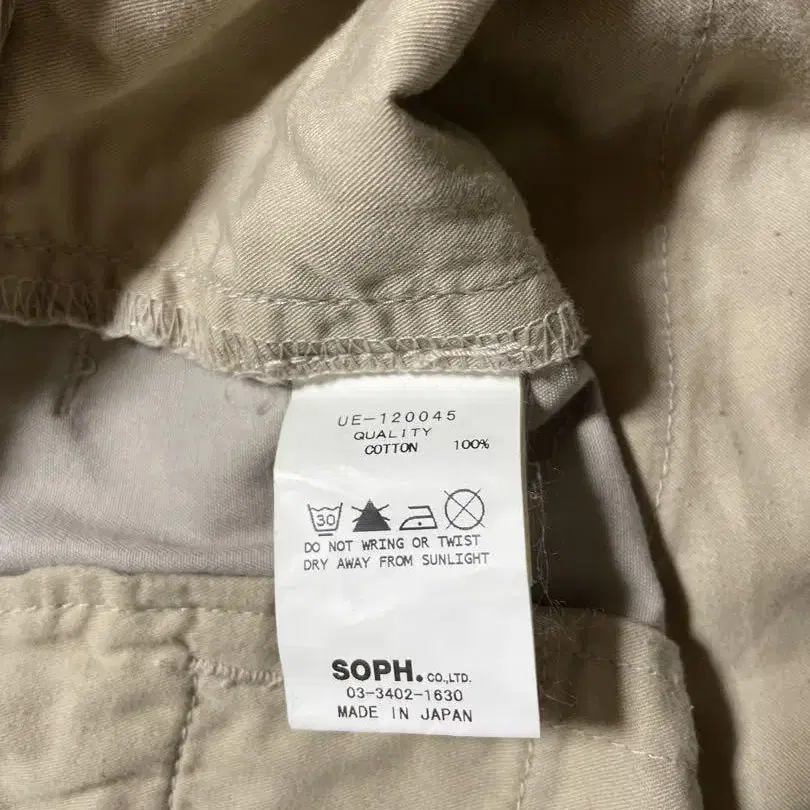 UE-120045
QUALITY
COTTON 100%
30
DO NOT WRING OR TWIST
DRY AWAY FROM SUNLIGHT
SOPH. CO.,LTD.
03-3402-1630
MADE IN JAPAN